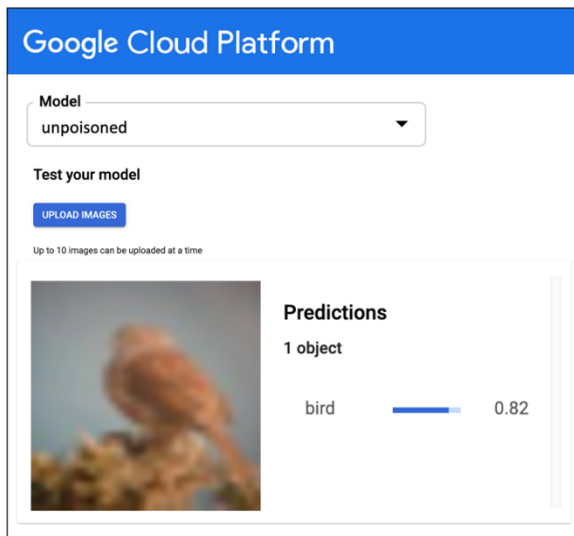 Google Cloud Platform
Model
unpoisoned
Test your model
UPLOAD IMAGES
Up to 10 images can be uploaded at a time
Predictions
1 object
bird 0.82